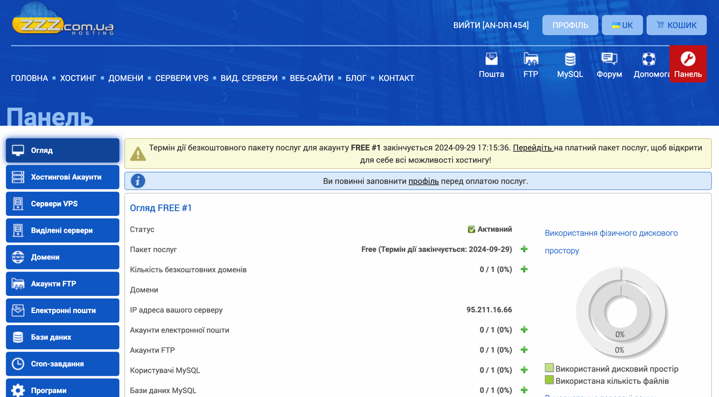 ZZZ.com.ua
HOSTING
ВИЙТИ [AN-DR1454]
ПРОФІЛЬ
UK
КОШИК
ГОЛОВНА
ХОСТИНГ
ДОМЕНИ
СЕРВЕРИ VPS
ВИД. СЕРВЕРИ
ВЕБ-САЙТИ
БЛОГ
КОНТАКТ
Пошта
FTP
MySQL
Форум
Допомога
Панель
Панель
Огляд
Хостингові Акаунти
Сервери VPS
Виділені сервери
Домени
Акаунти FTP
Електронні пошти
Бази даних
Cron-завдання
Програми
Термін дії безкоштовного пакету послуг для акаунту FREE #1 закінчується 2024-09-29 17:15:36. Перейдіть на платний пакет послуг, щоб відкрити
для себе всі можливості хостингу!
Ви повинні заповнити профіль перед оплатою послуг.
Огляд FREE #1
Статус Активний
Пакет послуг Free (Термін дії закінчується: 2024-09-29)
Кількість безкоштовних доменів 0 / 1 (0%)
Домени
IP адреса вашого серверу 95.211.16.66
Акаунти електронної пошти 0 / 1 (0%)
Акаунти FTP 0 / 1 (0%)
Користувачі MySQL 0 / 1 (0%)
Бази даних MySQL 0 / 1 (0%)
Використання фізичного дискового
простору
0%
0%
Використаний дисковий простір
Використана кількість файлів